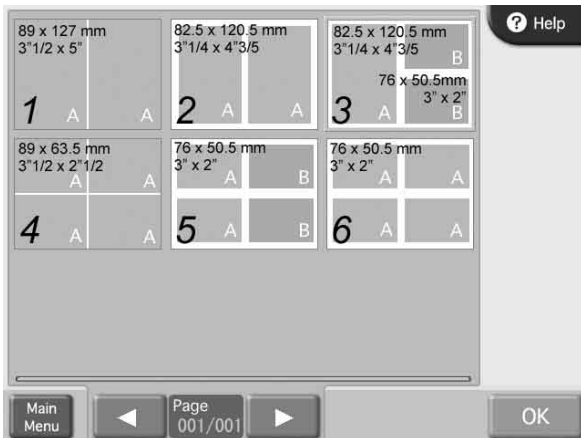 89 x 127 mm
3"1/2 x 5"
1 A A
82.5 x 120.5 mm
3"1/4 x 4"3/5
2 A A
82.5 x 120.5 mm
3"1/4 x 4"3/5
B
76 x 50.5mm
3" x 2"
3 A B
89 x 63.5 mm
3"1/2 x 2"1/2
A A
4 A A
76 x 50.5 mm
3" x 2"
A B
5 A B
76 x 50.5 mm
3" x 2"
A A
6 A A
? Help
Main
Menu
Page
001/001
OK